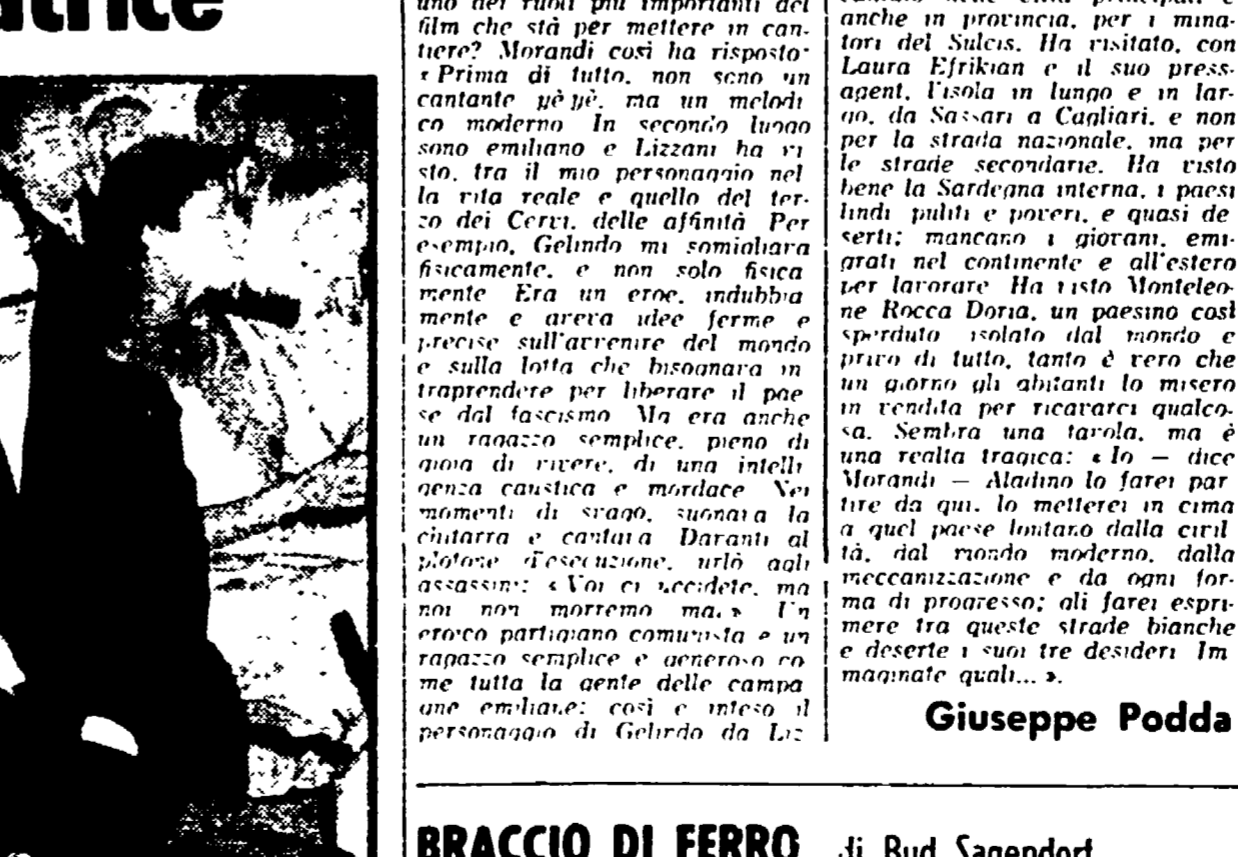 uno dei ruoli più importanti del
film che stà per mettere in can-
tiere? Morandi così ha risposto:
«Prima di tutto, non sono un
cantante yèyè, ma un melodi
co moderno In secondo luogo
sono emiliano e Lizzani ha vi
sto, tra il mio personaggio nel
la vita reale e quello del ter-
zo dei Cervi, delle affinità Per
esempio, Gelindo mi somigliava
fisicamente, e non solo fisica
mente Era un eroe, indubbia
mente e aveva idee ferme e
precise sull'avvenire del mondo
e sulla lotta che bisognava in
traprendere per liberare il pae
se dal fascismo Ma era anche
un ragazzo semplice, pieno di
gioia di vivere, di una intelli
genza caustica e mordace Nei
momenti di svago, suonava la
chitarra e cantava Davanti al
plotone d'esecuzione, urlò agli
assassini: «Voi ci uccidete, ma
noi non morremo mai» Un
eroico partigiano comunista e un
ragazzo semplice e generoso co
me tutta la gente delle campa
gne emiliane: così è inteso il
personaggio di Gelindo da Liz
anche in provincia, per i mina-
tori del Sulcis. Ha visitato, con
Laura Efrikian e il suo press-
agent, l'isola in lungo e in lar-
go, da Sassari a Cagliari, e non
per la strada nazionale, ma per
le strade secondarie. Ha visto
bene la Sardegna interna, i paesi
lindi puliti e poveri, e quasi de
serti; mancano i giovani, emi-
grati nel continente e all'estero
per lavorare Ha visto Monteleo-
ne Rocca Doria, un paesino così
sperduto isolato dal mondo e
privo di tutto, tanto è vero che
un giorno gli abitanti lo misero
in vendita per ricavarci qualco-
sa. Sembra una favola, ma è
una realtà tragica: «Io — dice
Morandi — Aladino lo farei par
tire da qui, lo metterei in cima
a quel paese lontano dalla civil
tà, dal mondo moderno, dalla
meccanizzazione e da ogni for-
ma di progresso; gli farei espri-
mere tra queste strade bianche
e deserte i suoi tre desideri Im
maginate quali... ».
Giuseppe Podda
BRACCIO DI FERRO di Bud Sagendorf